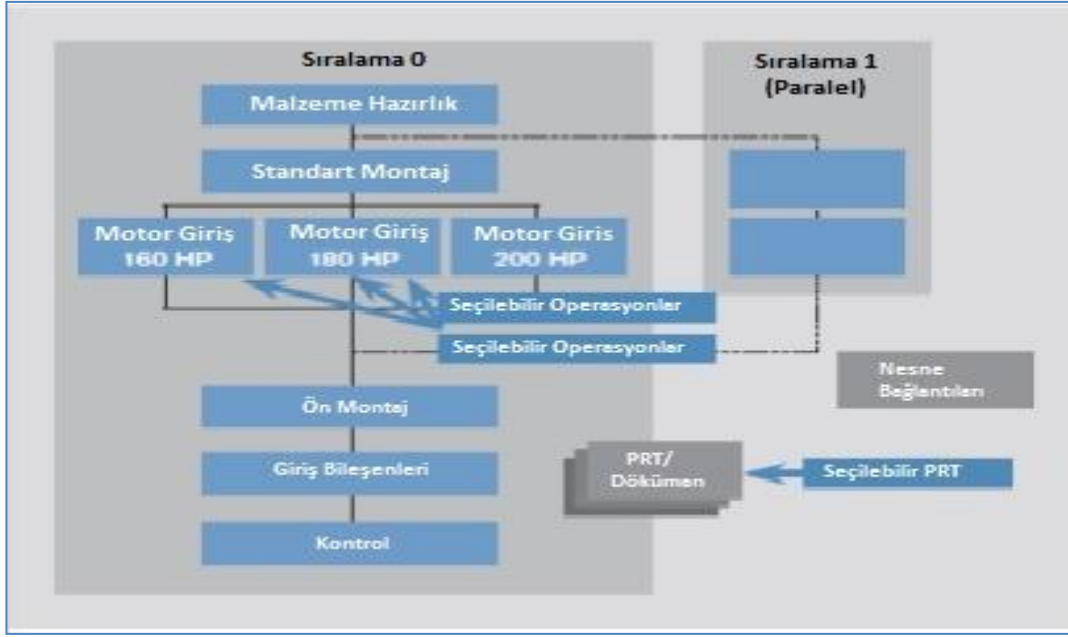 Sıralama 0
Malzeme Hazırlık
Standart Montaj
Motor Giriş
160 HP
Motor Giriş
180 HP
Motor Giris
200 HP
Seçilebilir Operasyonlar
Seçilebilir Operasyonlar
Ön Montaj
Giriş Bileşenleri
Kontrol
Sıralama 1
(Paralel)
Nesne
Bağlantıları
PRT/
Döküman
Seçilebilir PRT